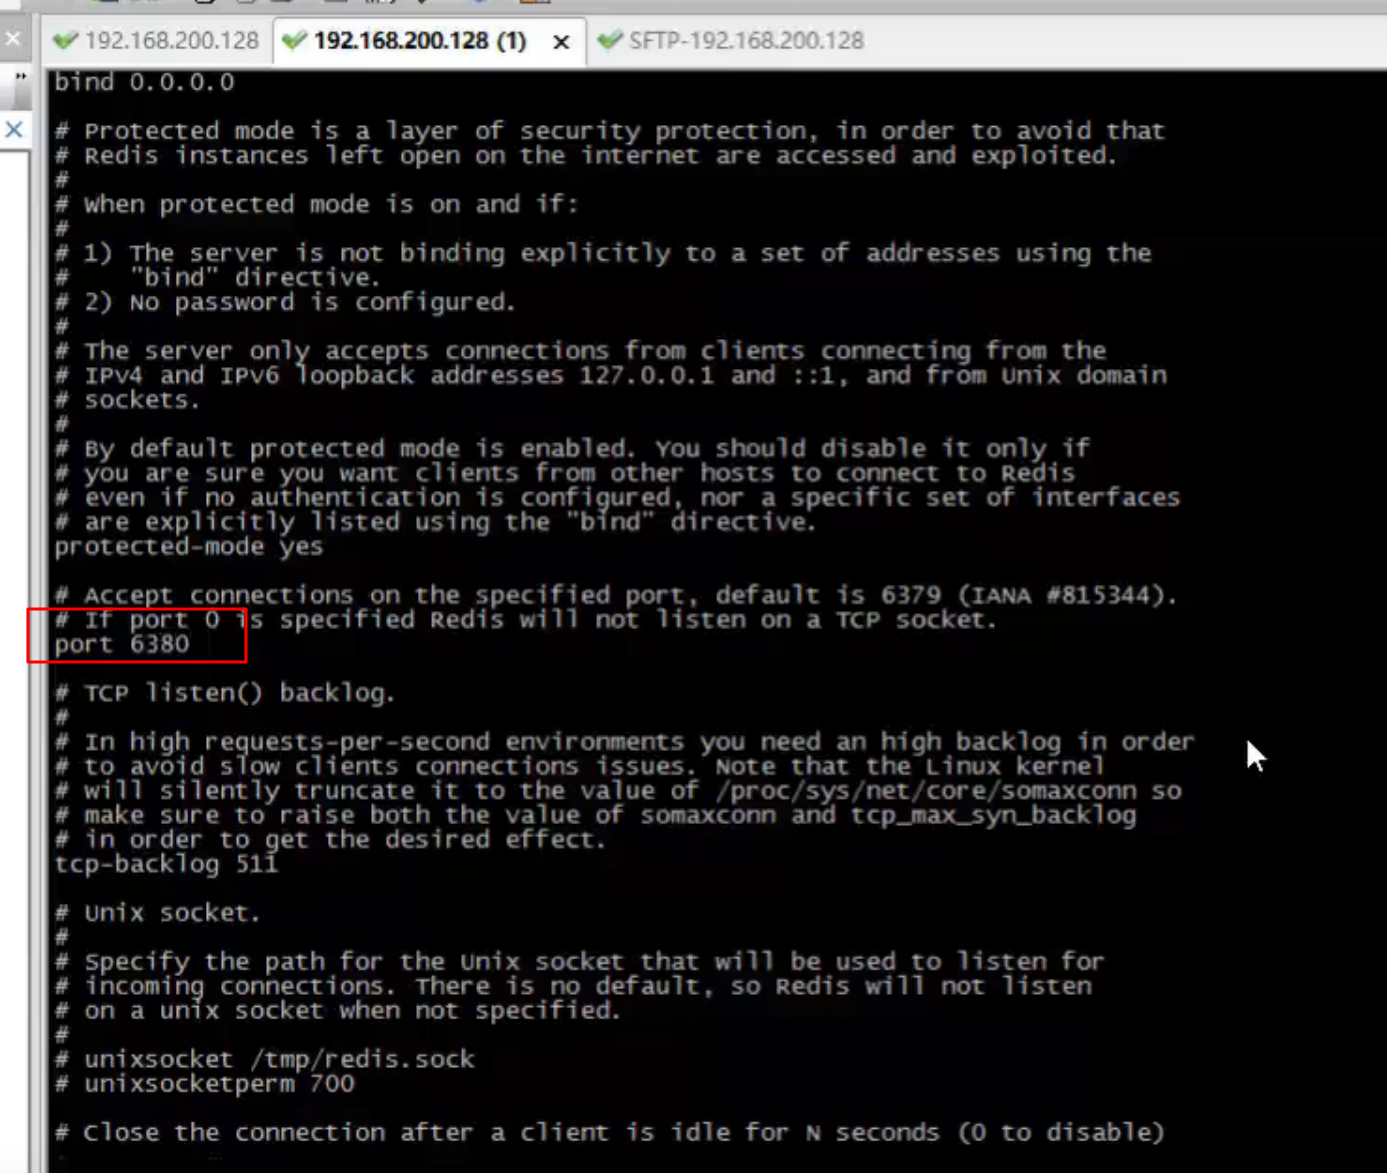 192.168.200.128
192.168.200.128 (1)
SFTP-192.168.200.128
bind 0.0.0.0
# Protected mode is a layer of security protection, in order to avoid that
# Redis instances left open on the internet are accessed and exploited.
#
# When protected mode is on and if:
#
# 1) The server is not binding explicitly to a set of addresses using the
#    "bind" directive.
# 2) No password is configured.
#
# The server only accepts connections from clients connecting from the
# IPv4 and IPv6 loopback addresses 127.0.0.1 and ::1, and from Unix domain
# sockets.
#
# By default protected mode is enabled. You should disable it only if
# you are sure you want clients from other hosts to connect to Redis
# even if no authentication is configured, nor a specific set of interfaces
# are explicitly listed using the "bind" directive.
protected-mode yes
# Accept connections on the specified port, default is 6379 (IANA #815344).
# If port 0 is specified Redis will not listen on a TCP socket.
port 6380
# TCP listen() backlog.
#
# In high requests-per-second environments you need an high backlog in order
# to avoid slow clients connections issues. Note that the Linux kernel
# will silently truncate it to the value of /proc/sys/net/core/somaxconn so
# make sure to raise both the value of somaxconn and tcp_max_syn_backlog
# in order to get the desired effect.
tcp-backlog 511
# Unix socket.
#
# Specify the path for the Unix socket that will be used to listen for
# incoming connections. There is no default, so Redis will not listen
# on a unix socket when not specified.
#
# unixsocket /tmp/redis.sock
# unixsocketperm 700
# Close the connection after a client is idle for N seconds (0 to disable)